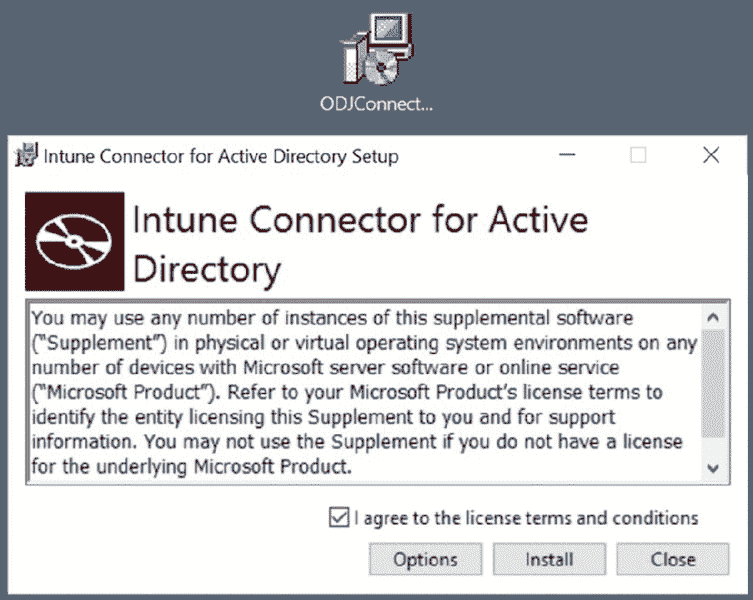 ODJConnect...
Intune Connector for Active Directory Setup
Intune Connector for Active
Directory
You may use any number of instances of this supplemental software
("Supplement") in physical or virtual operating system environments on any
number of devices with Microsoft server software or online service
("Microsoft Product"). Refer to your Microsoft Product's license terms to
identify the entity licensing this Supplement to you and for support
information. You may not use the Supplement if you do not have a license
for the underlying Microsoft Product.
I agree to the license terms and conditions
Options Install Close